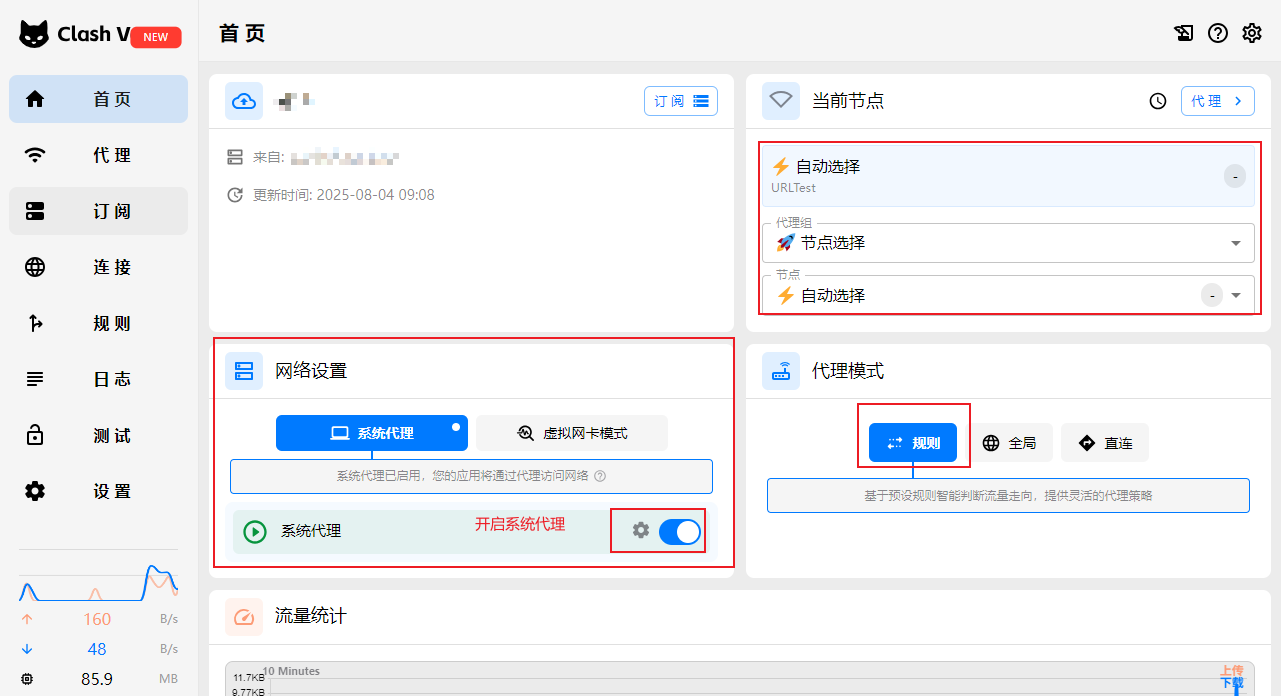 Clash V
NEW
首 页
首 页
代 理
订 阅
连 接
规 则
日 志
测 试
设 置
160 B/s
48 B/s
85.9 MB
订 阅
来自:
更新时间: 2025-08-04 09:08
当前节点
代 理
自动选择
URLTest
-
代理组
节点选择
节点
自动选择
-
网络设置
系统代理
虚拟网卡模式
系统代理已启用，您的应用将通过代理访问网络
系统代理
开启系统代理
代理模式
规则
全局
直连
基于预设规则智能判断流量走向，提供灵活的代理策略
流量统计
10 Minutes
11.7KB
9.77KB
上传
下载